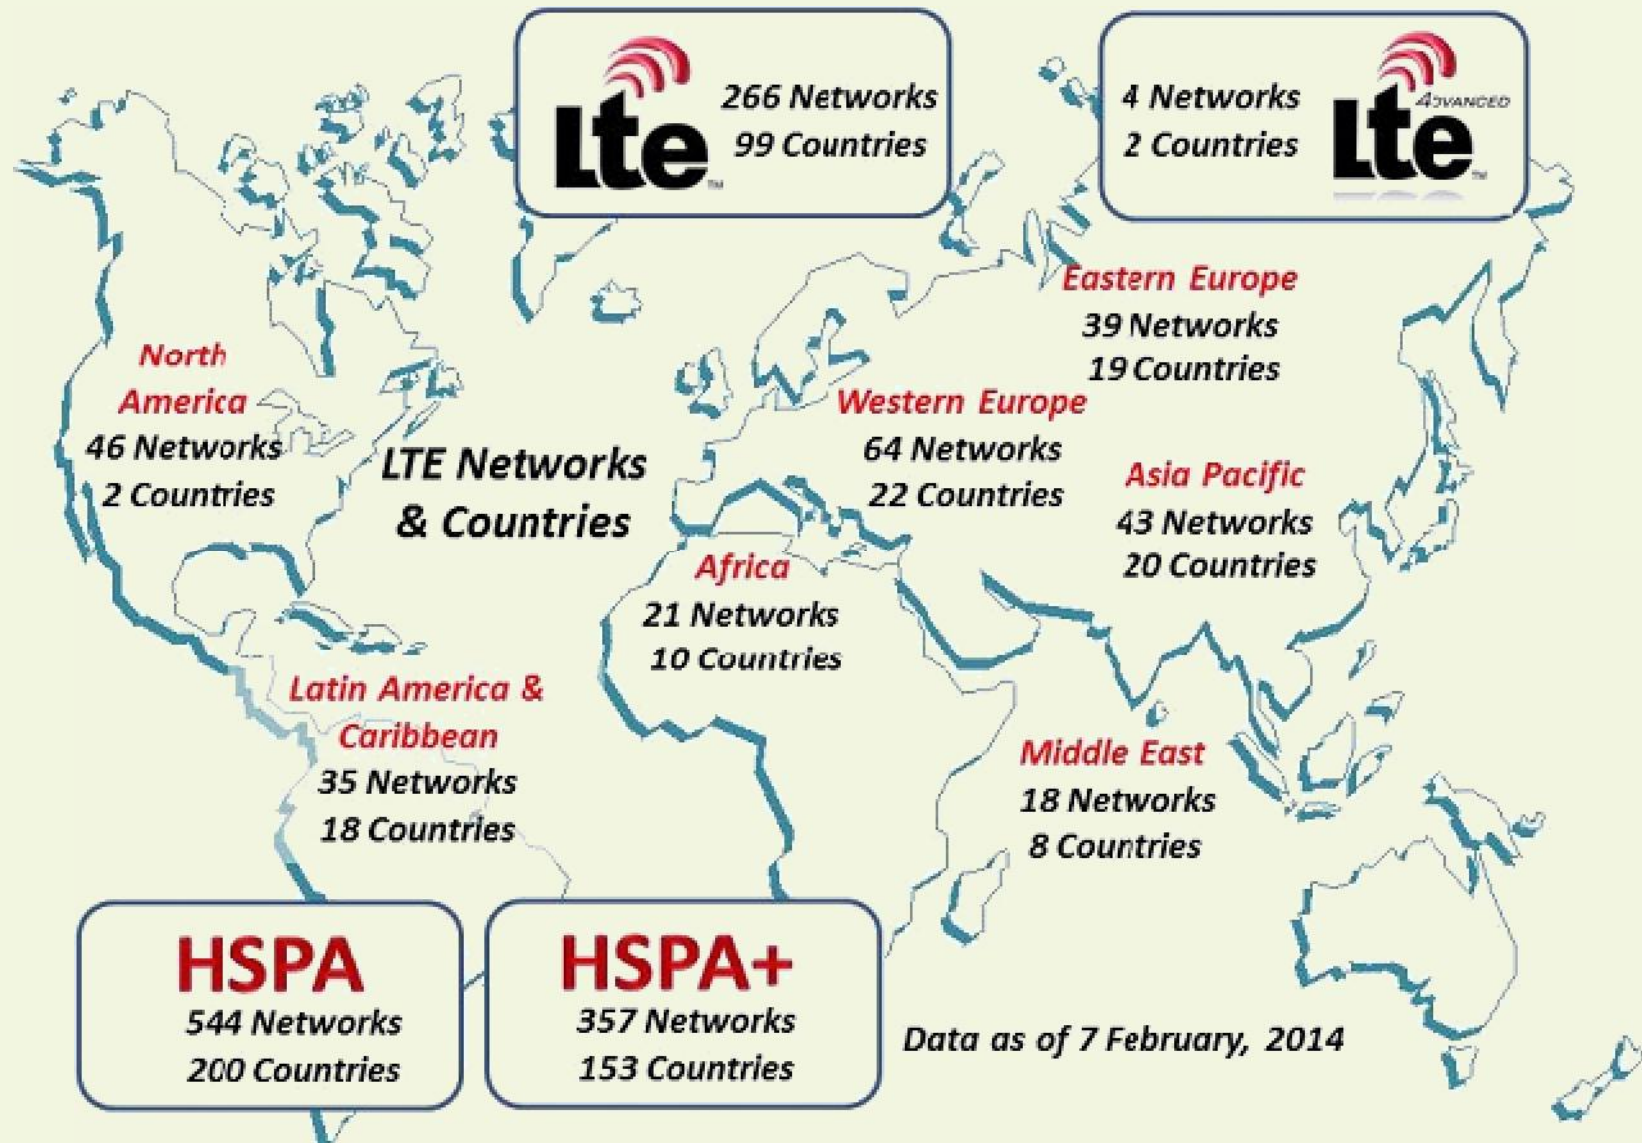 Lte™
266 Networks
99 Countries
4 Networks
2 Countries
Lte™
4DVANCED
Eastern Europe
39 Networks
19 Countries
North
America
46 Networks
2 Countries
LTE Networks
& Countries
Western Europe
64 Networks
22 Countries
Asia Pacific
43 Networks
20 Countries
Africa
21 Networks
10 Countries
Latin America &
Caribbean
35 Networks
18 Countries
Middle East
18 Networks
8 Countries
HSPA
544 Networks
200 Countries
HSPA+
357 Networks
153 Countries
Data as of 7 February, 2014